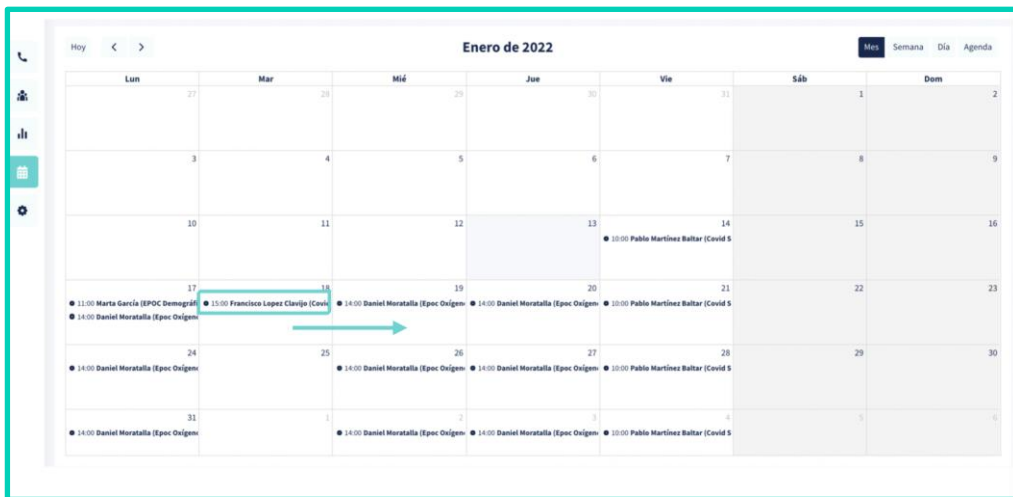 Hoy
Enero de 2022
Mes Semana Día Agenda
Lun Mar Mié Jue Vie Sáb Dom
27 28 29 30 31 1 2
3 4 5 6 7 8 9
10 11 12 13 14 15 16
10:00 Pablo Martínez Baltar (Covid S
17 18 19 20 21 22 23
11:00 Marta García (EPOC Demográfi 15:00 Francisco Lopez Clavijo (Covi 14:00 Daniel Moratalla (Epoc Oxígen 14:00 Daniel Moratalla (Epoc Oxígen 10:00 Pablo Martínez Baltar (Covid S
14:00 Daniel Moratalla (Epoc Oxígen
24 25 26 27 28 29 30
14:00 Daniel Moratalla (Epoc Oxígen 14:00 Daniel Moratalla (Epoc Oxígen 14:00 Daniel Moratalla (Epoc Oxígen 10:00 Pablo Martínez Baltar (Covid S
31 1 2 3 4 5 6
14:00 Daniel Moratalla (Epoc Oxígen 14:00 Daniel Moratalla (Epoc Oxígen 14:00 Daniel Moratalla (Epoc Oxígen 10:00 Pablo Martínez Baltar (Covid S